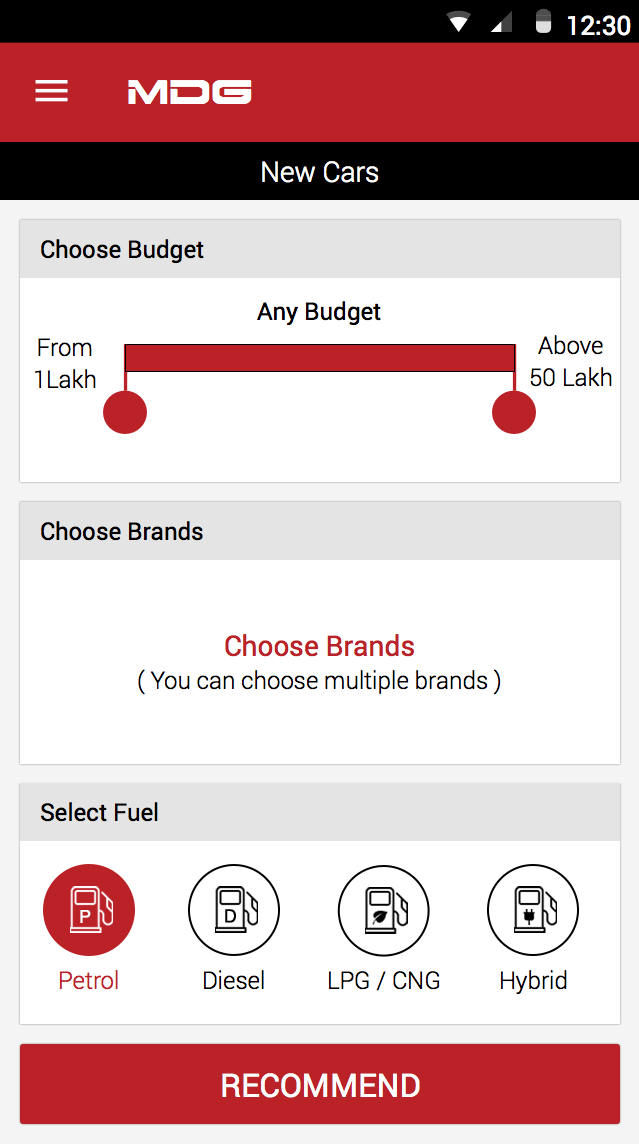 12:30
MDG
New Cars
Choose Budget
Any Budget
From
1Lakh
Above
50 Lakh
Choose Brands
Choose Brands
( You can choose multiple brands )
Select Fuel
P
D
Petrol
Diesel
LPG / CNG
Hybrid
RECOMMEND